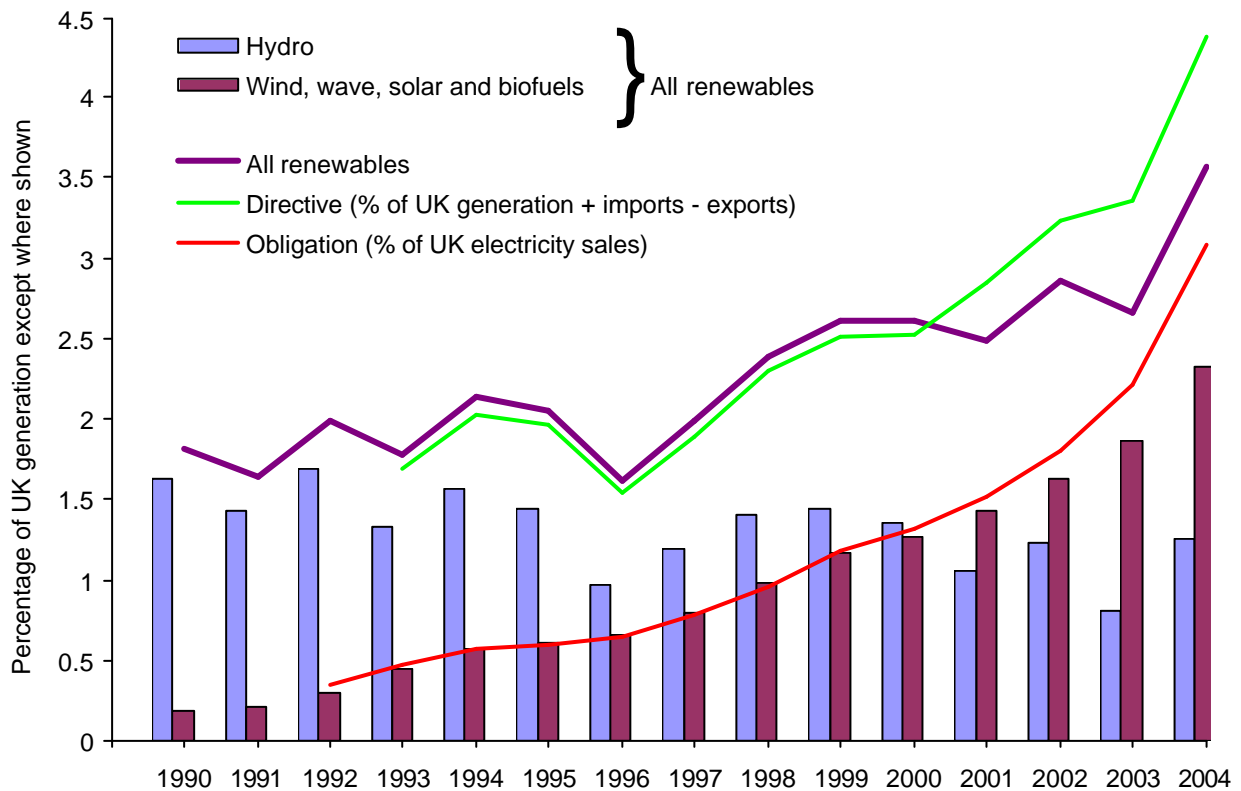 Percentage of UK generation except where shown
4.5
4
3.5
3
2.5
2
1.5
1
0.5
0
Hydro
Wind, wave, solar and biofuels
All renewables
All renewables
Directive (% of UK generation + imports - exports)
Obligation (% of UK electricity sales)
1990 1991 1992 1993 1994 1995 1996 1997 1998 1999 2000 2001 2002 2003 2004